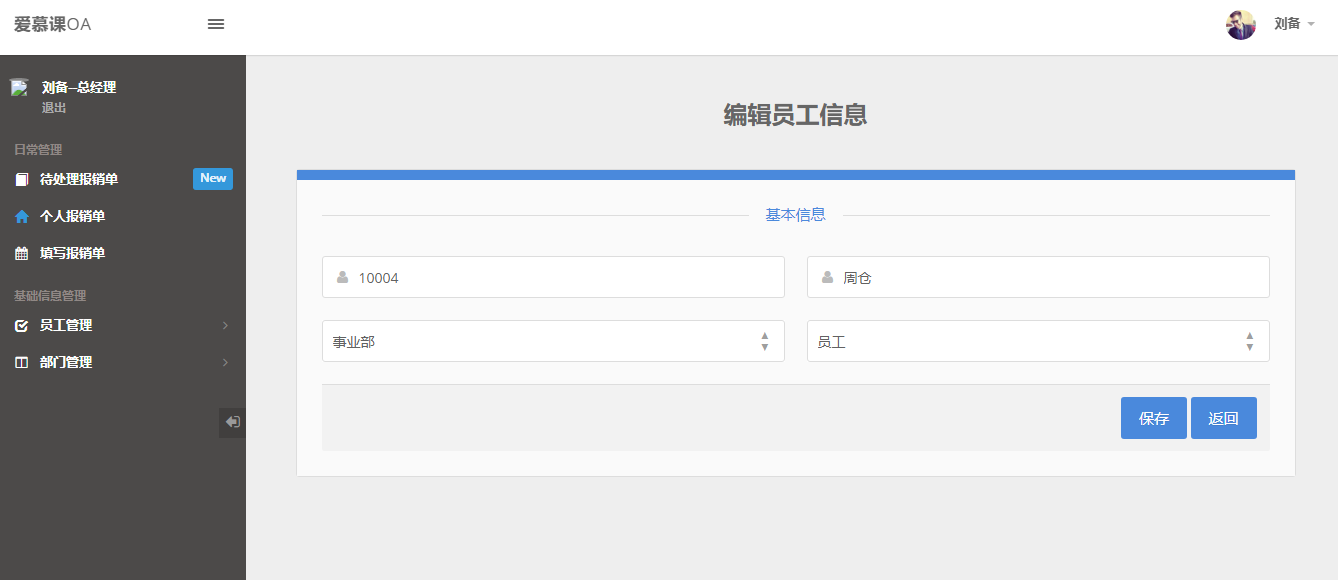 爱慕课OA
刘备
刘备--总经理
退出
日常管理
待处理报销单 New
个人报销单
填写报销单
基础信息管理
员工管理
部门管理
编辑员工信息
基本信息
10004
周仓
事业部
员工
保存 返回